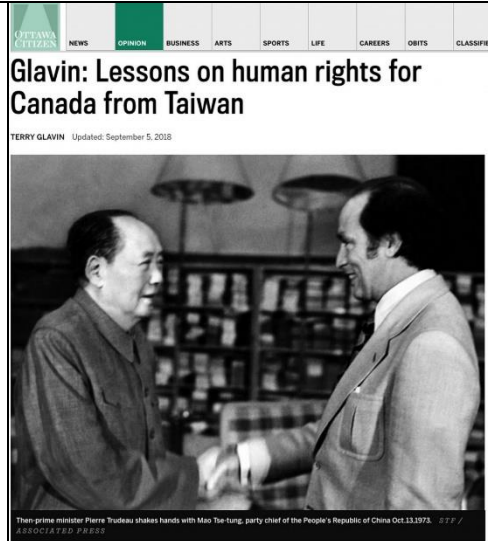 OTTAWA
CITIZEN
NEWS OPINION BUSINESS ARTS SPORTS LIFE CAREERS OBITS CLASSIFIE
Glavin: Lessons on human rights for
Canada from Taiwan
TERRY GLAVIN Updated: September 5, 2018
Then-prime minister Pierre Trudeau shakes hands with Mao Tse-tung, party chief of the People's Republic of China Oct.13,1973. STF /
ASSOCIATED PRESS